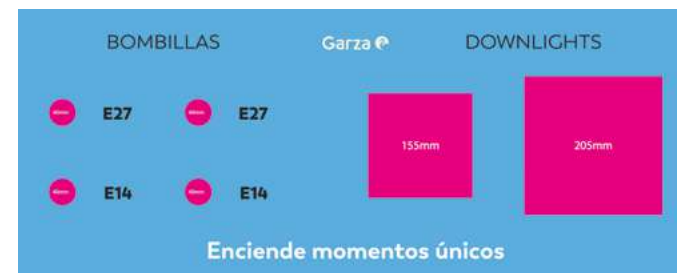 BOMBILLAS
Garza
DOWNLIGHTS
E27
E27
155mm
205mm
E14
E14
Enciende momentos únicos